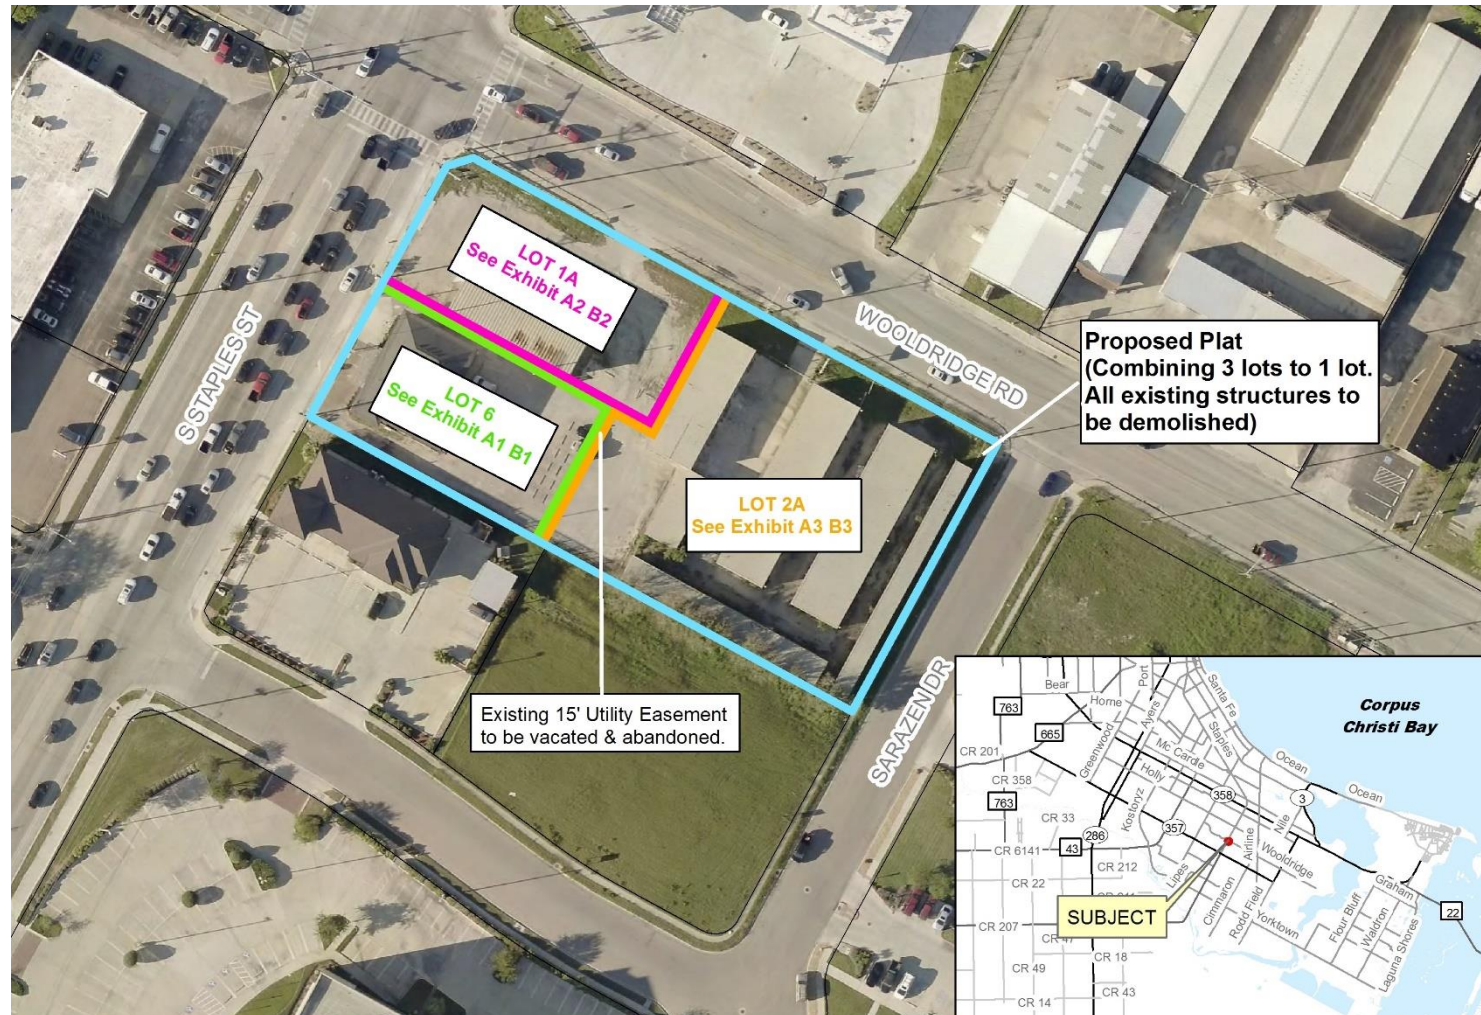 LOT 1A
See Exhibit A2 B2
LOT 6
See Exhibit A1 B1
LOT 2A
See Exhibit A3 B3
S STAPLES ST
WOOLDRIDGE RD
SARAZEN DR
Proposed Plat
(Combining 3 lots to 1 lot.
All existing structures to
be demolished)
Existing 15' Utility Easement
to be vacated & abandoned.
Corpus
Christi Bay
Bear
Horne
Port
Ayers
Santa Fe
Staples
763
665
CR 201
Greenwood
Mc Cardle
Ocean
Holly
CR 358
763
Kostoryz
358
3
Ocean
CR 33
286
357
Nile
Airline
CR 6141
43
CR 212
Wooldridge
Lipes
CR 22
Graham
Cimmaron
Rodd Field
22
SUBJECT
Yorktown
Flour Bluff
Waldron
Laguna Shores
CR 207
CR 18
CR 49
CR 43
CR 14